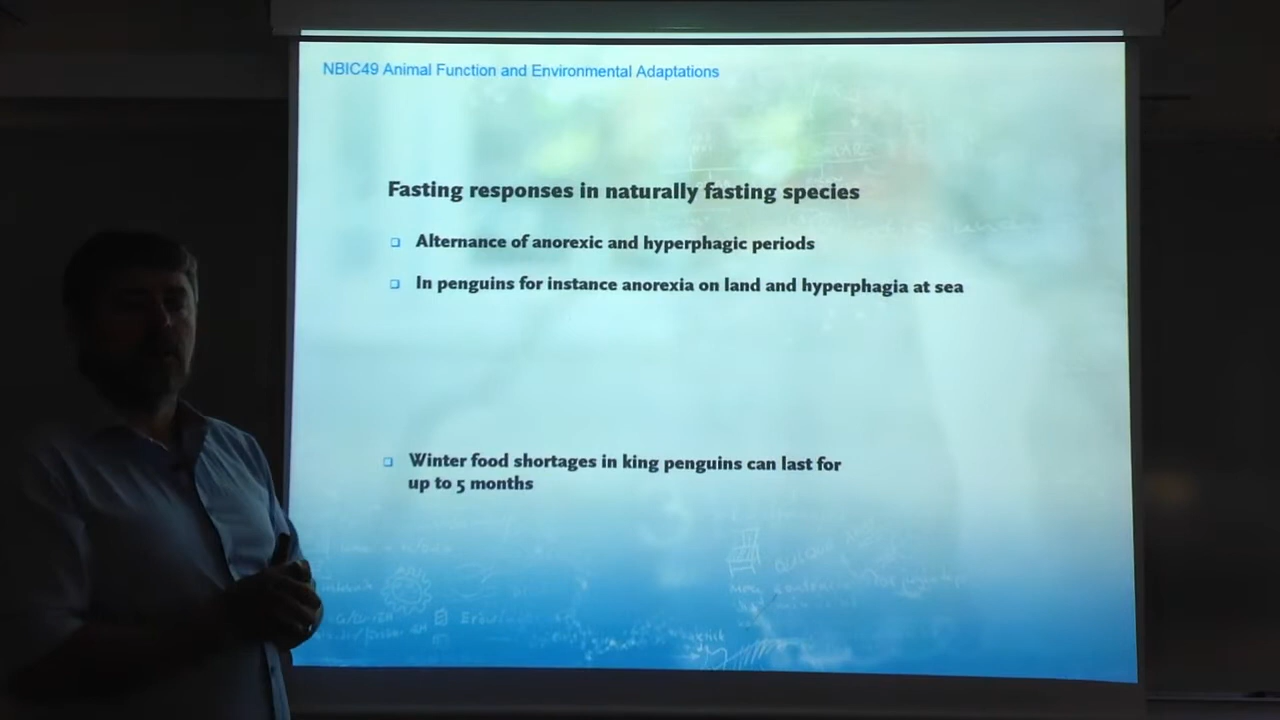 NBIC49 Animal Function and Environmental Adaptations
Fasting responses in naturally fasting species
Alternance of anorexic and hyperphagic periods
In penguins for instance anorexia on land and hyperphagia at sea
Winter food shortages in king penguins can last for
up to 5 months